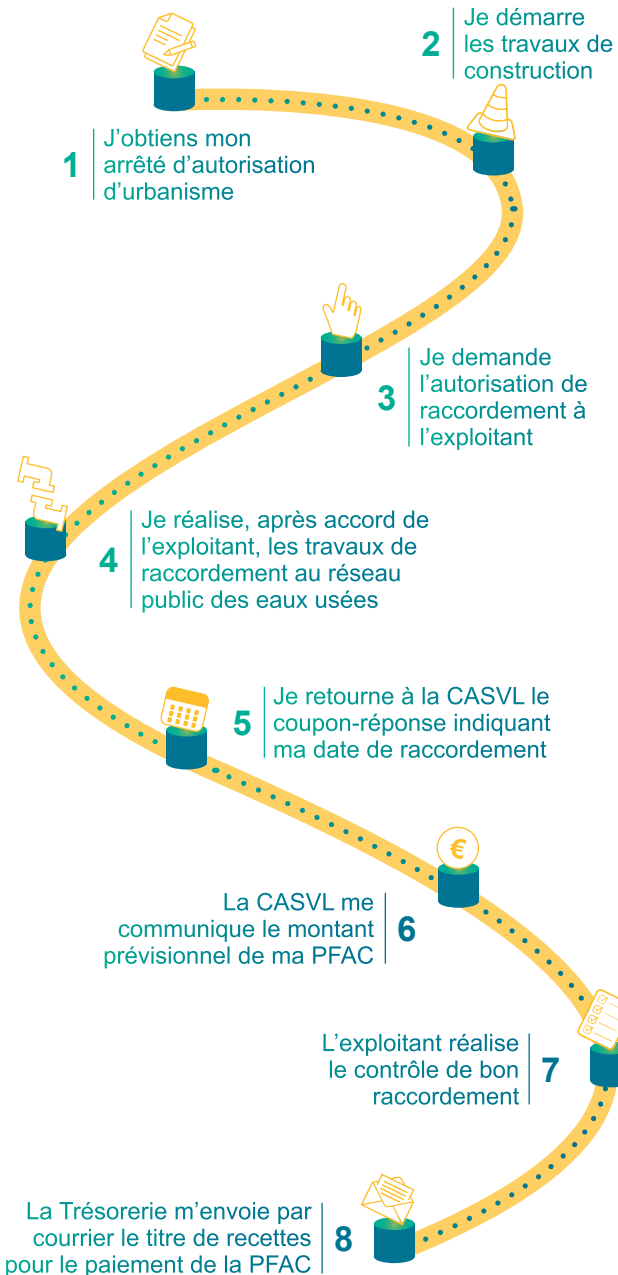 1
J’obtiens mon
arrêté d’autorisation
d’urbanisme
2
Je démarre
les travaux de
construction
3
Je demande
l’autorisation de
raccordement à
l’exploitant
4
Je réalise, après accord de
l’exploitant, les travaux de
raccordement au réseau
public des eaux usées
5
Je retourne à la CASVL le
coupon-réponse indiquant
ma date de raccordement
€
6
La CASVL me
communique le montant
prévisionnel de ma PFAC
7
L’exploitant réalise
le contrôle de bon
raccordement
8
La Trésorerie m’envoie par
courrier le titre de recettes
pour le paiement de la PFAC